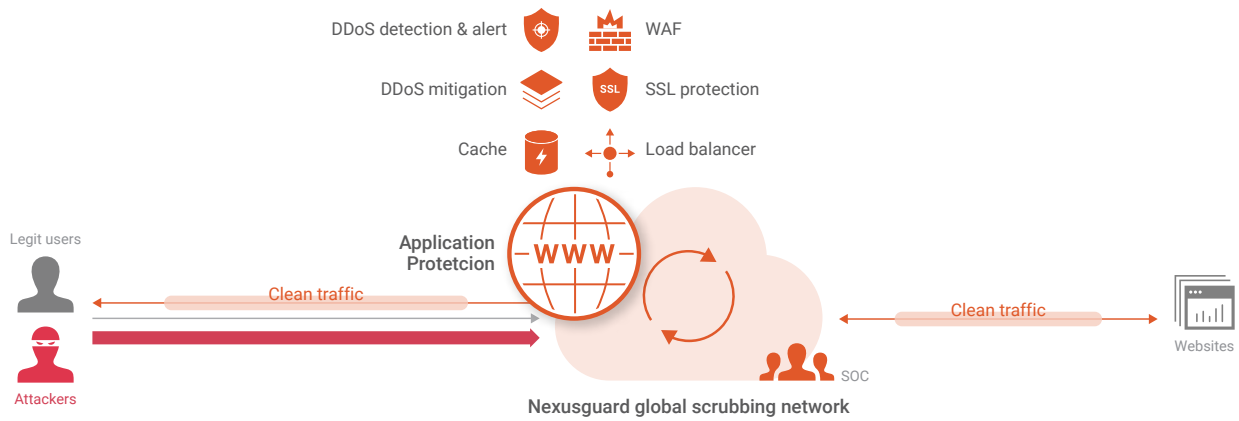 DDoS detection & alert
WAF
DDoS mitigation
SSL
SSL protection
Cache
Load balancer
Legit users
Application
Protetcion
WWW
Clean traffic
Clean traffic
Attackers
SOC
Websites
Nexusguard global scrubbing network